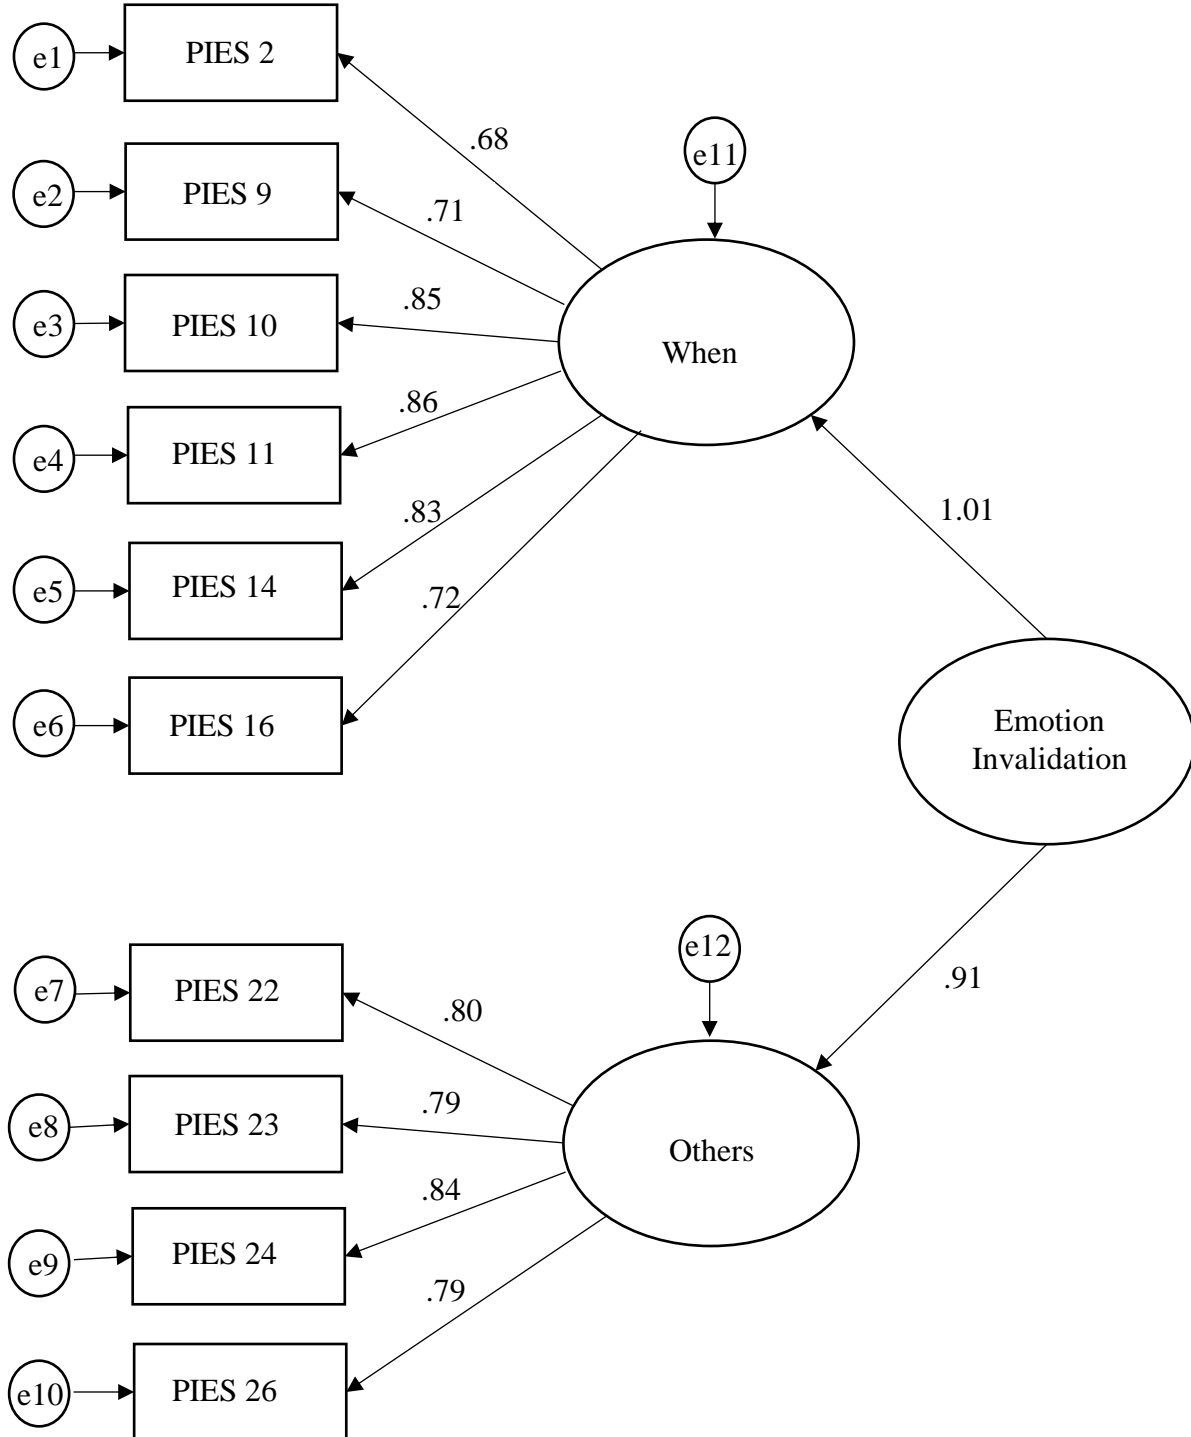 e1
PIES 2
.68
e11
e2
PIES 9
.71
e3
PIES 10
.85
When
e4
PIES 11
.86
e5
PIES 14
.83
1.01
e6
PIES 16
.72
Emotion
Invalidation
e7
PIES 22
.80
e12
.91
e8
PIES 23
.79
Others
e9
PIES 24
.84
e10
PIES 26
.79